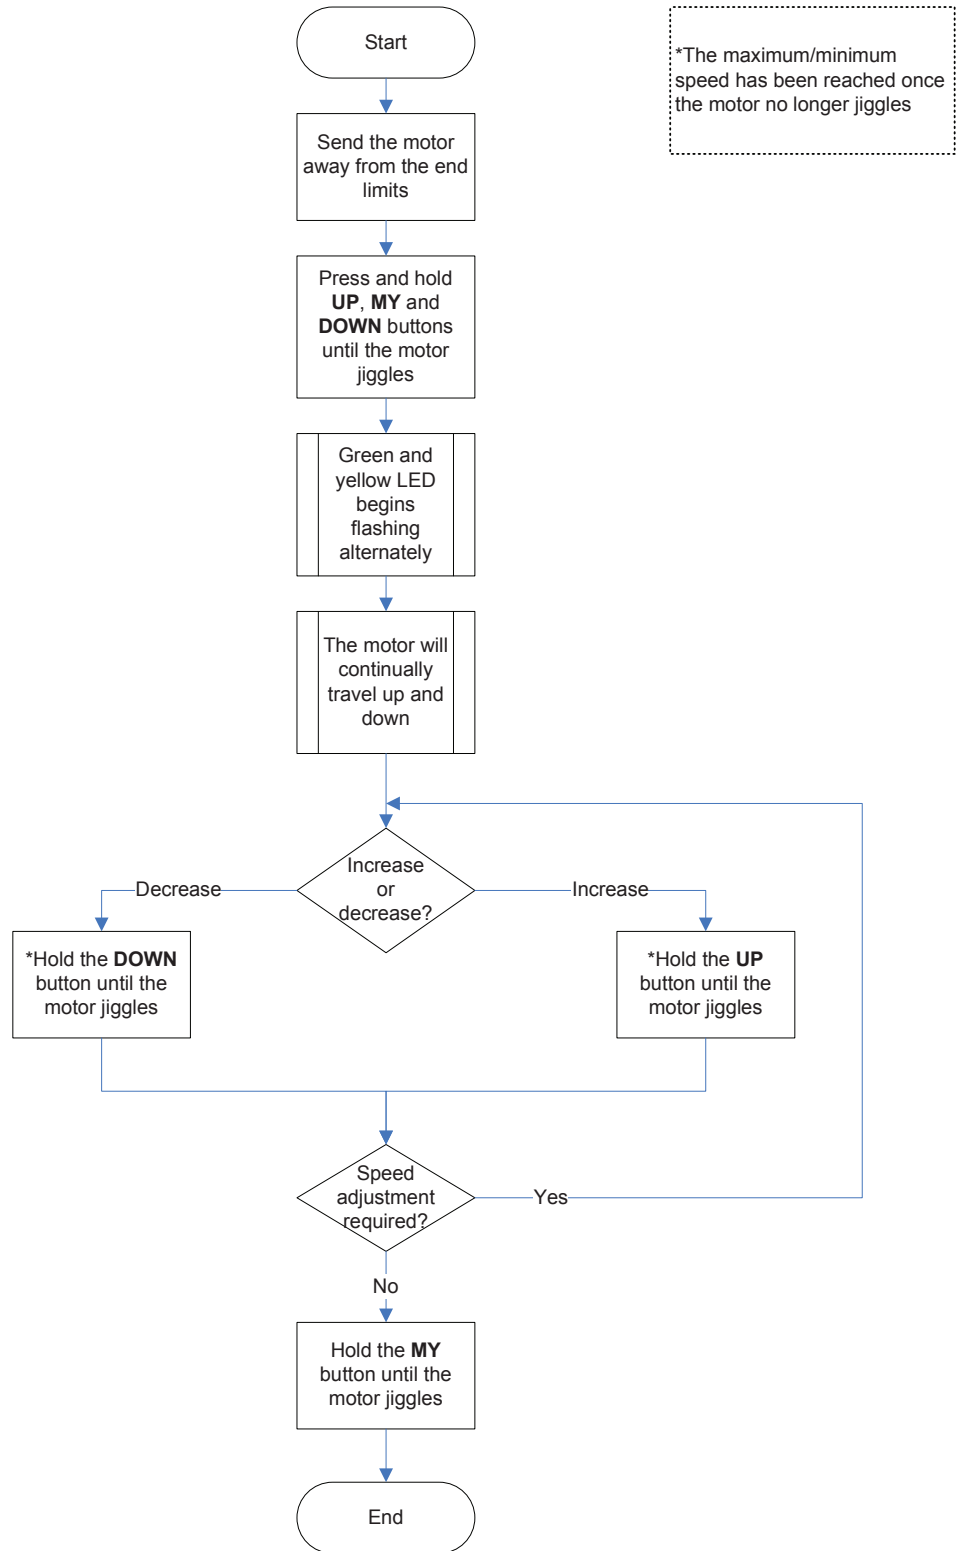 Start
*The maximum/minimum
speed has been reached once
the motor no longer jiggles
Send the motor
away from the end
limits
Press and hold
UP, MY and
DOWN buttons
until the motor
jiggles
Green and
yellow LED
begins
flashing
alternately
The motor will
continually
travel up and
down
Increase
or
decrease?
Decrease
Increase
*Hold the DOWN
button until the
motor jiggles
*Hold the UP
button until the
motor jiggles
Speed
adjustment
required?
Yes
No
Hold the MY
button until the
motor jiggles
End